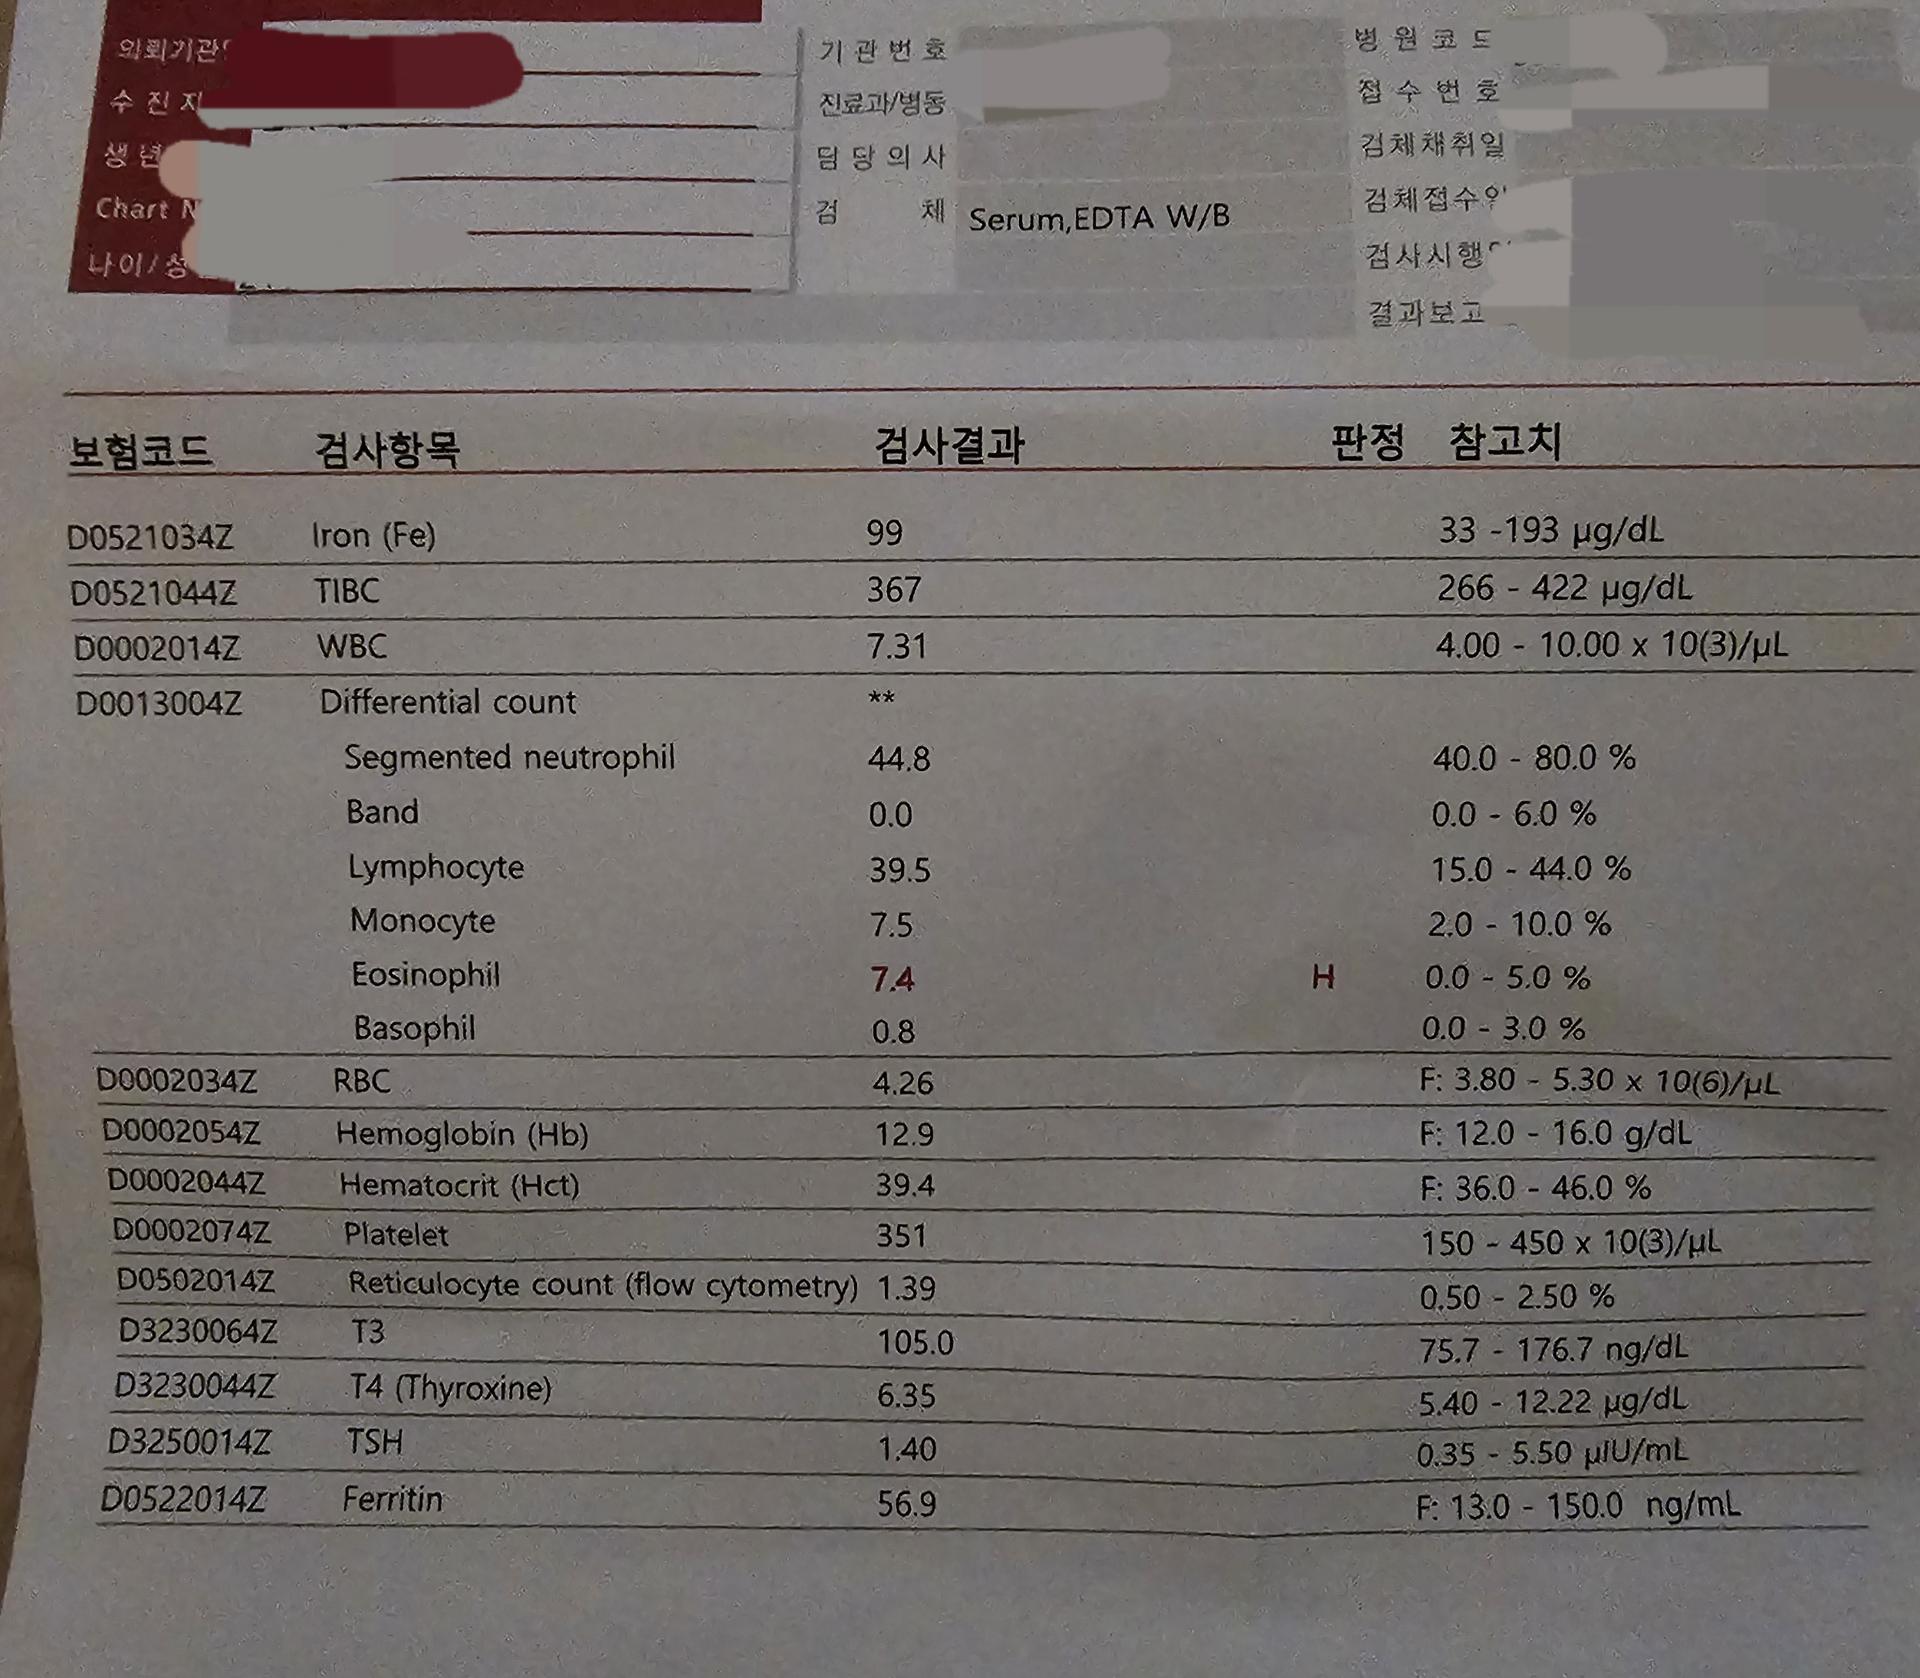 의뢰기관 기 관 번 호 병 원 코 드
수 진 자 진료과/병동 접 수 번 호
생 년 담 당 의 사 검체채취일
Chart N 검 체 Serum,EDTA W/B 검체접수일
나이/성 검사시행
결과보고
보험코드 검사항목 검사결과 판정 참고치
D0521034Z Iron (Fe) 99 33 -193 μg/dL
D0521044Z TIBC 367 266 - 422 μg/dL
D0002014Z WBC 7.31 4.00 - 10.00 x 10(3)/μL
D0013004Z Differential count **
Segmented neutrophil 44.8 40.0 - 80.0 %
Band 0.0 0.0 - 6.0 %
Lymphocyte 39.5 15.0 - 44.0 %
Monocyte 7.5 2.0 - 10.0 %
Eosinophil 7.4 H 0.0 - 5.0 %
Basophil 0.8 0.0 - 3.0 %
D0002034Z RBC 4.26 F: 3.80 - 5.30 x 10(6)/μL
D0002054Z Hemoglobin (Hb) 12.9 F: 12.0 - 16.0 g/dL
D0002044Z Hematocrit (Hct) 39.4 F: 36.0 - 46.0 %
D0002074Z Platelet 351 150 - 450 x 10(3)/μL
D0502014Z Reticulocyte count (flow cytometry) 1.39 0.50 - 2.50 %
D3230064Z T3 105.0 75.7 - 176.7 ng/dL
D3230044Z T4 (Thyroxine) 6.35 5.40 - 12.22 μg/dL
D3250014Z TSH 1.40 0.35 - 5.50 μIU/mL
D0522014Z Ferritin 56.9 F: 13.0 - 150.0 ng/mL